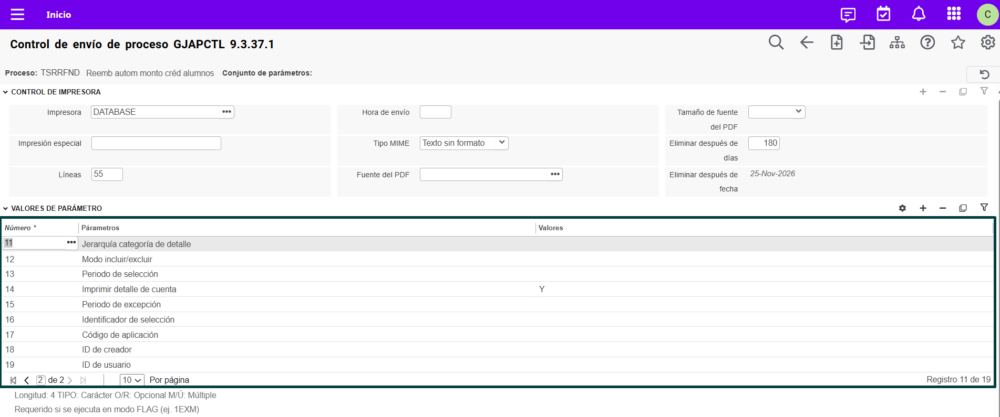 Inicio
C
Control de envío de proceso GJAPCTL 9.3.37.1
Proceso: TSRRFND Reemb autom monto créd alumnos Conjunto de parámetros:
CONTROL DE IMPRESORA
Impresora DATABASE
Hora de envío
Tamaño de fuente del PDF
Impresión especial
Tipo MIME Texto sin formato
Eliminar después de días 180
Líneas 55
Fuente del PDF
Eliminar después de fecha 25-Nov-2026
VALORES DE PARÁMETRO
Número * Párametros Valores
11 Jerarquía categoría de detalle
12 Modo incluir/excluir
13 Periodo de selección
14 Imprimir detalle de cuenta Y
15 Periodo de excepción
16 Identificador de selección
17 Código de aplicación
18 ID de creador
19 ID de usuario
2 de 2 10 Por página Registro 11 de 19
Longitud: 4 TIPO: Carácter O/R: Opcional M/Ú: Múltiple
Requerido si se ejecuta en modo FLAG (ej. 1EXM)